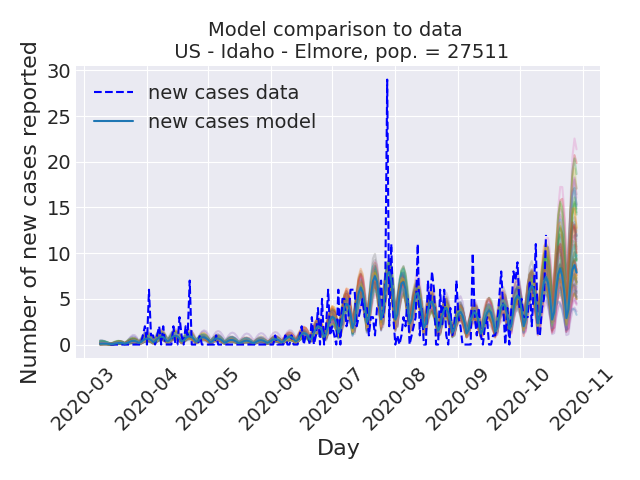 Model comparison to data
US - Idaho - Elmore, pop. = 27511
Number of new cases reported
30
25
20
15
10
5
0
new cases data
new cases model
2020-03
2020-04
2020-05
2020-06
2020-07
2020-08
2020-09
2020-10
2020-11
Day